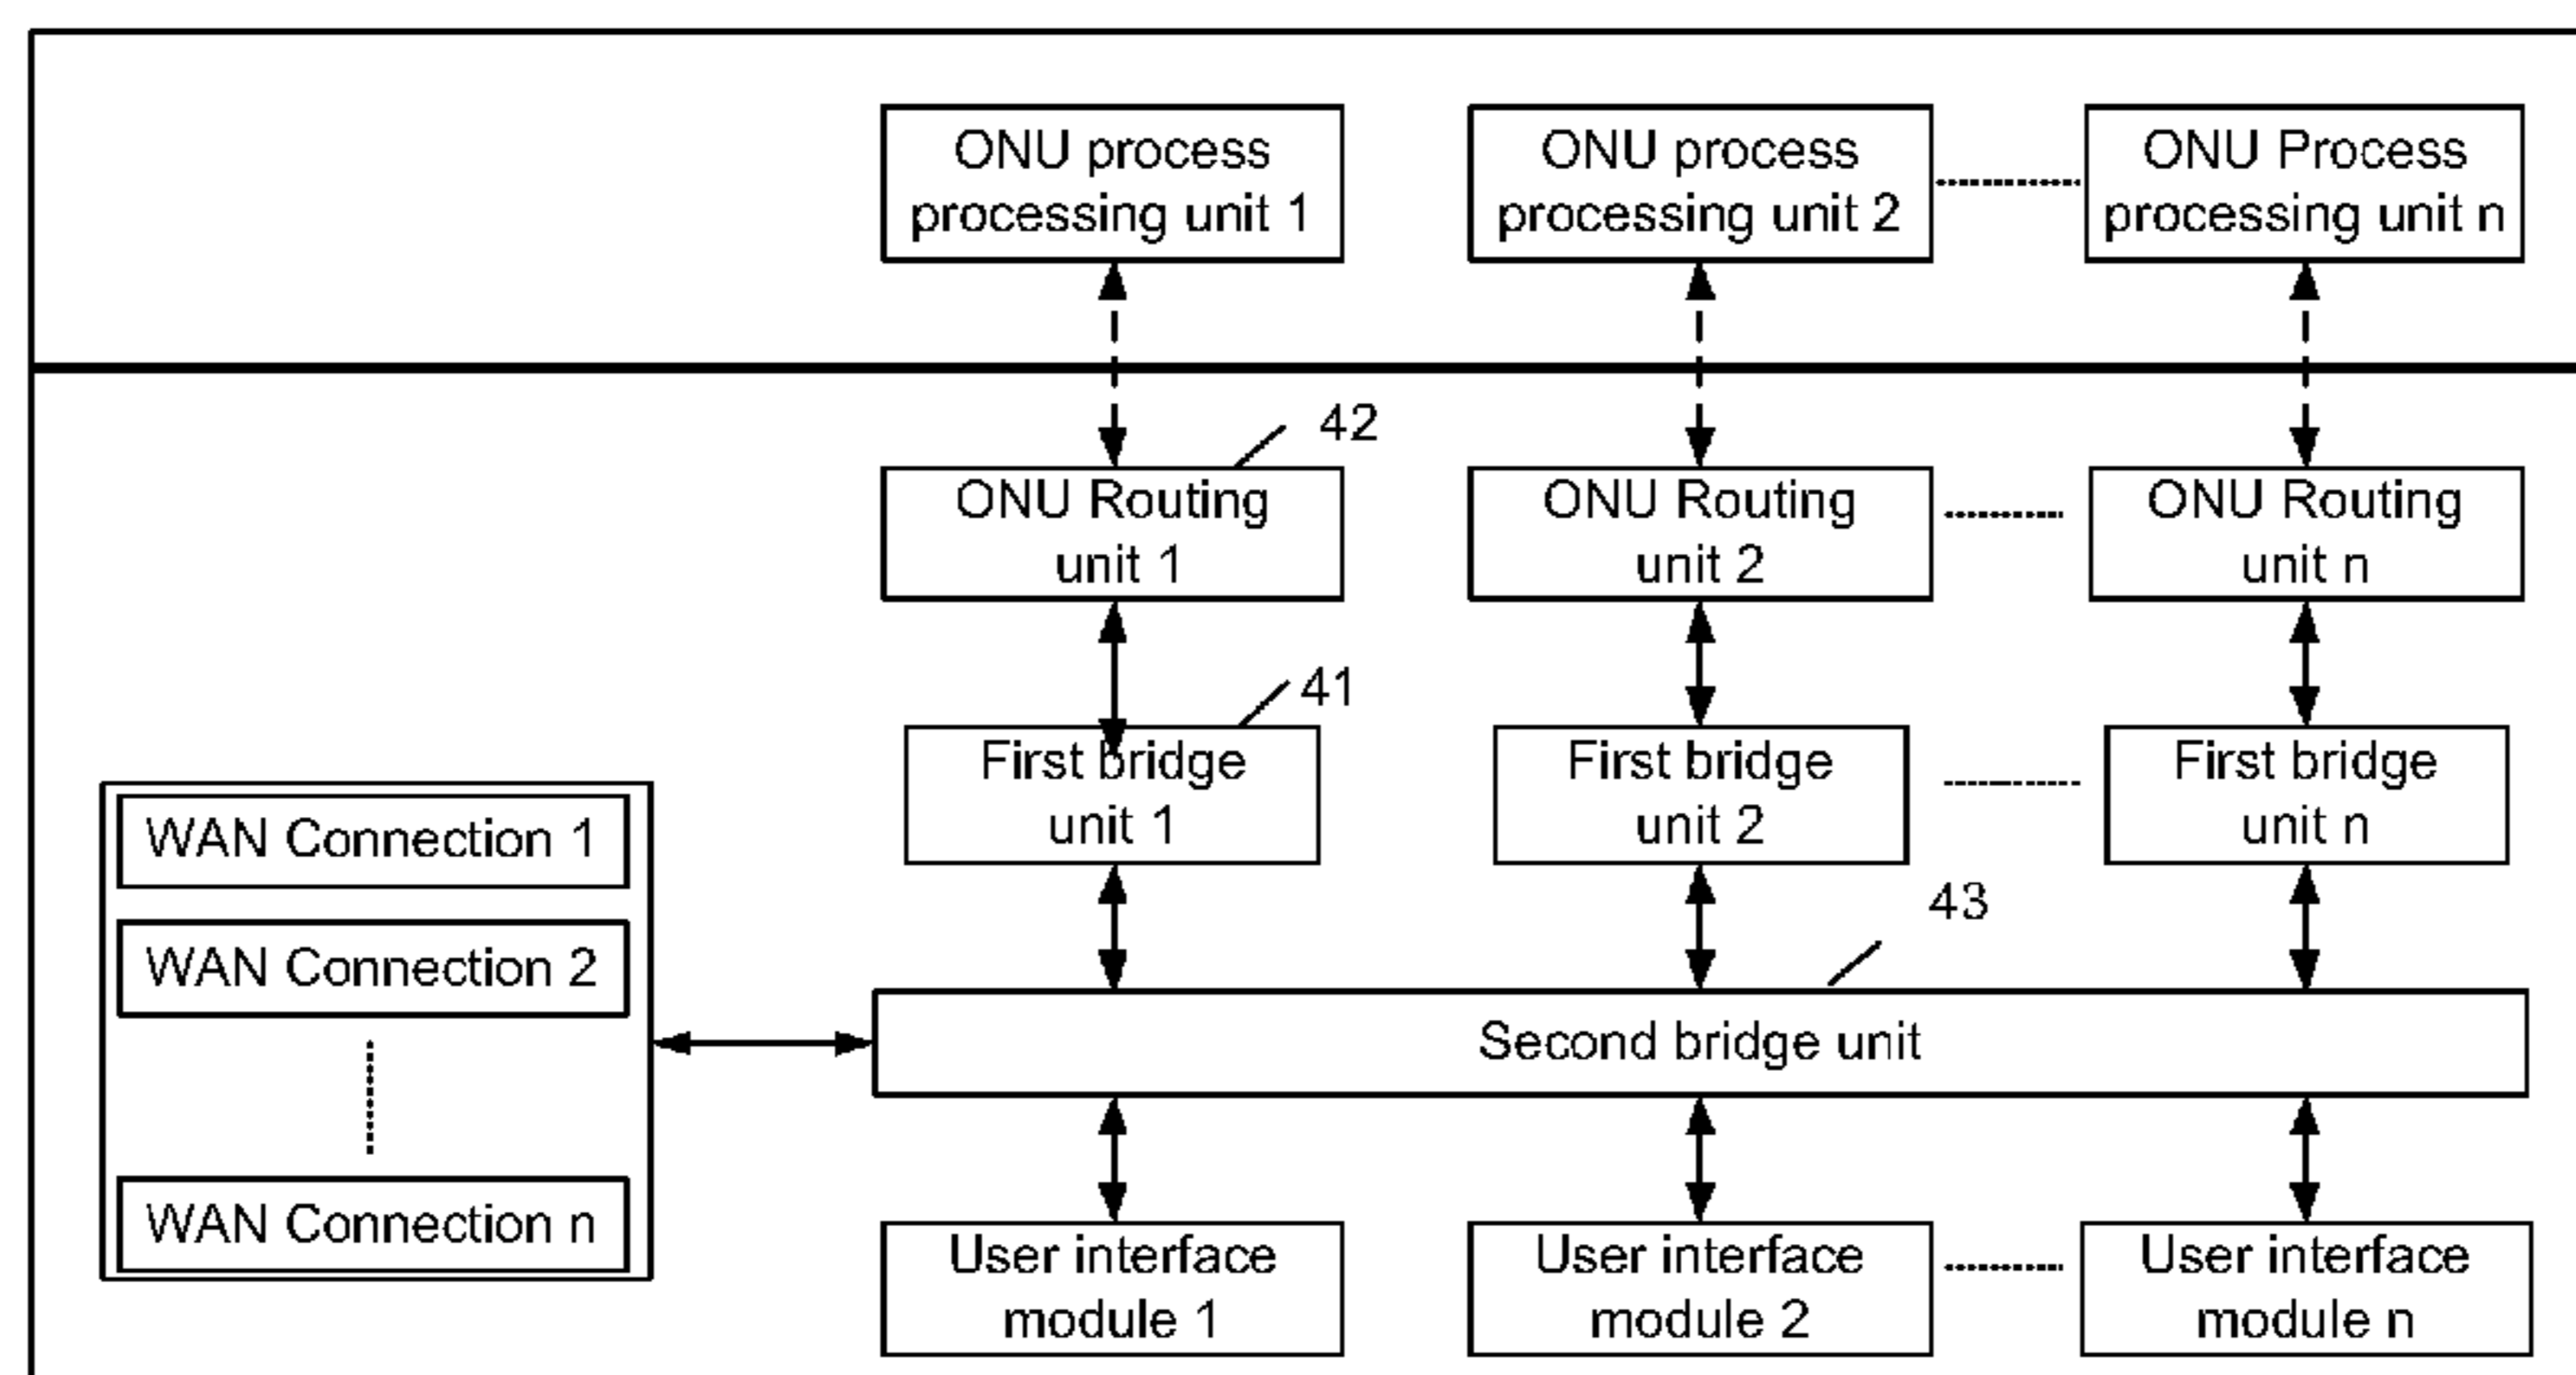 ONU process
processing unit 1
ONU process
processing unit 2
ONU Process
processing unit n
42
ONU Routing
unit 1
ONU Routing
unit 2
ONU Routing
unit n
41
First bridge
unit 1
First bridge
unit 2
First bridge
unit n
WAN Connection 1
WAN Connection 2
WAN Connection n
43
Second bridge unit
User interface
module 1
User interface
module 2
User interface
module n